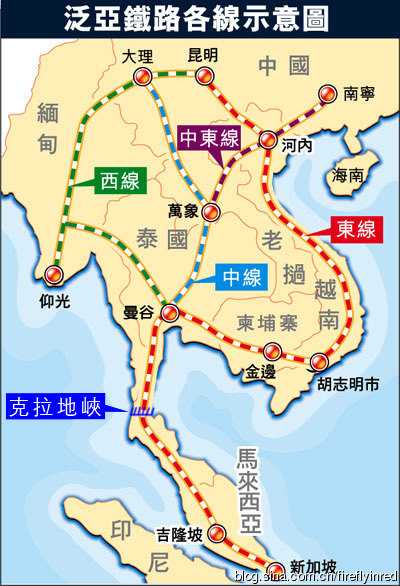 泛亞鐵路各線示意圖
大理
昆明
中國
南寧
緬甸
中東線
河內
海南
西線
萬象
泰國
老撾
東線
越南
仰光
中線
曼谷
柬埔寨
金邊
胡志明市
克拉地峽
馬來西亞
印尼
吉隆坡
新加坡
blog.sina.com.cn/fireflyinred